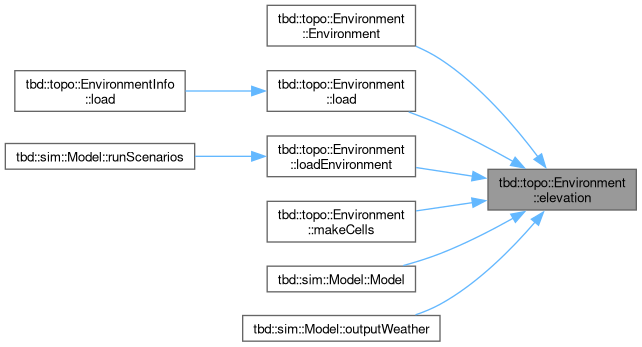 tbd::topo::Environment
::Environment
tbd::topo::EnvironmentInfo
::load
tbd::topo::Environment
::load
tbd::sim::Model::runScenarios
tbd::topo::Environment
::loadEnvironment
tbd::topo::Environment
::elevation
tbd::topo::Environment
::makeCells
tbd::sim::Model::Model
tbd::sim::Model::outputWeather